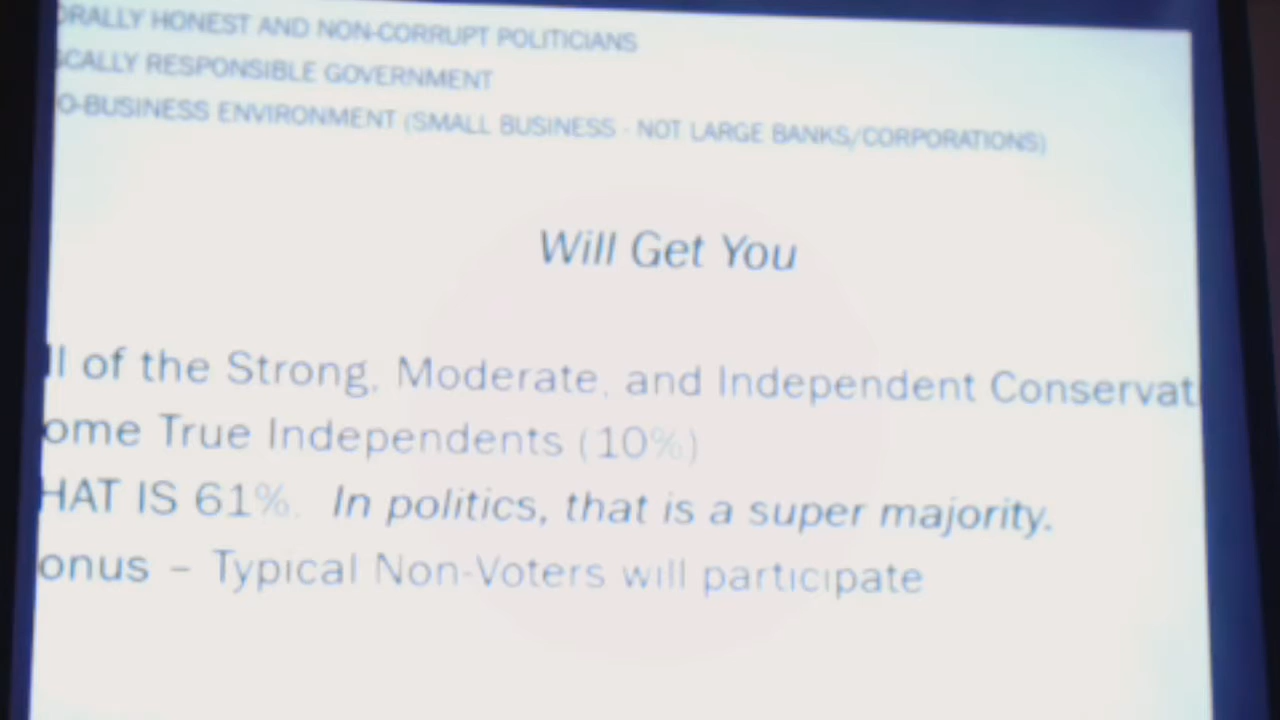 ORALLY HONEST AND NON-CORRUPT POLITICIANS
SCALLY RESPONSIBLE GOVERNMENT
O-BUSINESS ENVIRONMENT (SMALL BUSINESS - NOT LARGE BANKS/CORPORATIONS)
Will Get You
ll of the Strong, Moderate, and Independent Conservat
ome True Independents (10%)
HAT IS 61%. In politics, that is a super majority.
onus – Typical Non-Voters will participate